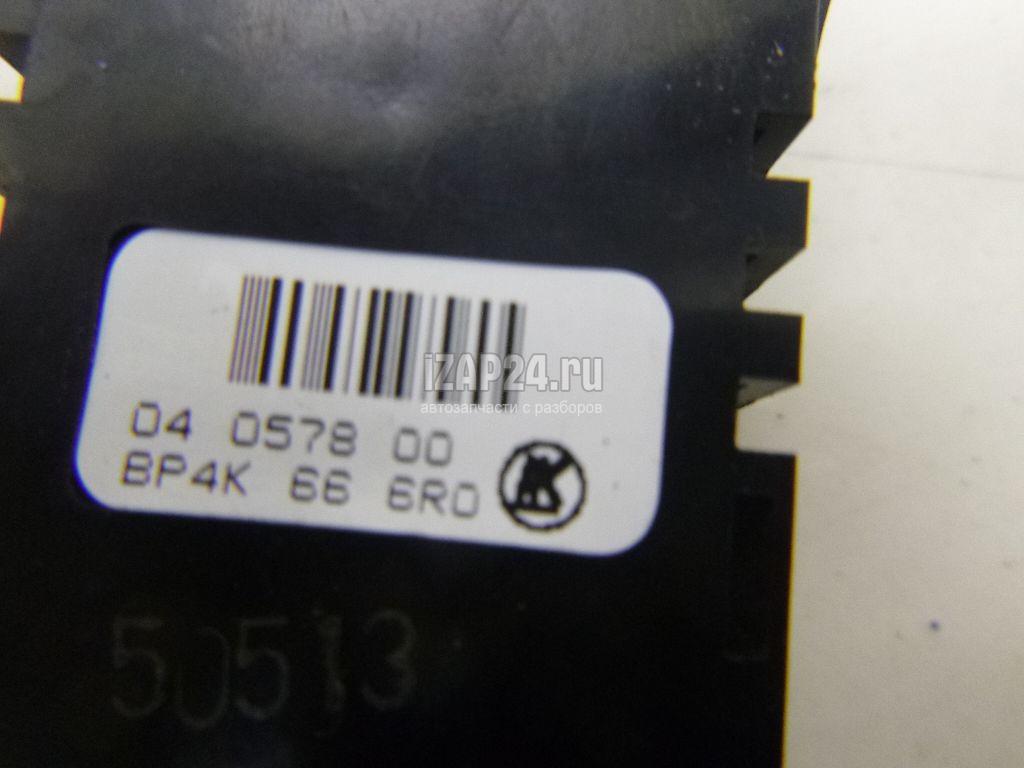 iZAP24.ru
автозапчасти с разборов
04 0578 00
BP4K 66 6R0
50513